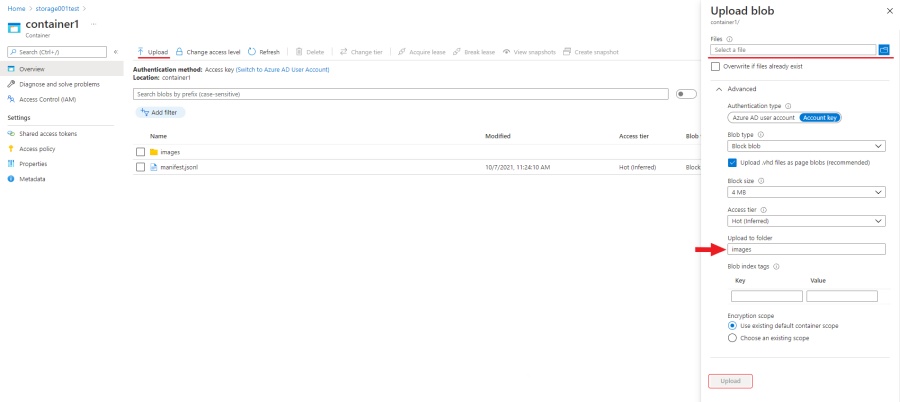 Home > storage001test >
container1 ...
Container
Search (Ctrl+/)
«
Overview
Diagnose and solve problems
Access Control (IAM)
Settings
Shared access tokens
Access policy
Properties
Metadata
Upload Change access level Refresh Delete Change tier Acquire lease Break lease View snapshots Create snapshot
Authentication method: Access key (Switch to Azure AD User Account)
Location: container1
Search blobs by prefix (case-sensitive)
Add filter
Name Modified Access tier Blob
images
manifest.jsonl 10/7/2021, 11:24:10 AM Hot (Inferred) Block
Upload blob
container1/
Files
Select a file
Overwrite if files already exist
Advanced
Authentication type
Azure AD user account Account key
Blob type
Block blob
Upload .vhd files as page blobs (recommended)
Block size
4 MB
Access tier
Hot (Inferred)
Upload to folder
images
Blob index tags
Key Value
Encryption scope
Use existing default container scope
Choose an existing scope
Upload